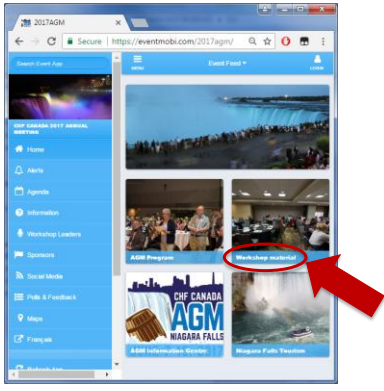 2017AGM
Secure | https://eventmobi.com/2017agm/
Search Event App
MENU
Event Feed
LOGIN
CHF CANADA 2017 ANNUAL
MEETING
Home
Alerts
Agenda
Information
Workshop Leaders
Sponsors
Social Media
Polls & Feedback
Maps
Français
Refresh App
AGM Program
Workshop material
CHF CANADA
AGM
NIAGARA FALLS
AGM Information Centre
Niagara Falls Tourism